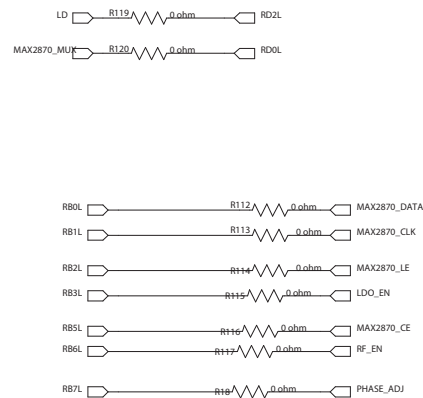 LD R119 0 ohm RD2L
MAX2870_MUX R120 0 ohm RD0L
RB0L R112 0 ohm MAX2870_DATA
RB1L R113 0 ohm MAX2870_CLK
RB2L R114 0 ohm MAX2870_LE
RB3L R115 0 ohm LDO_EN
RB5L R116 0 ohm MAX2870_CE
RB6L R117 0 ohm RF_EN
RB7L R18 0 ohm PHASE_ADJ